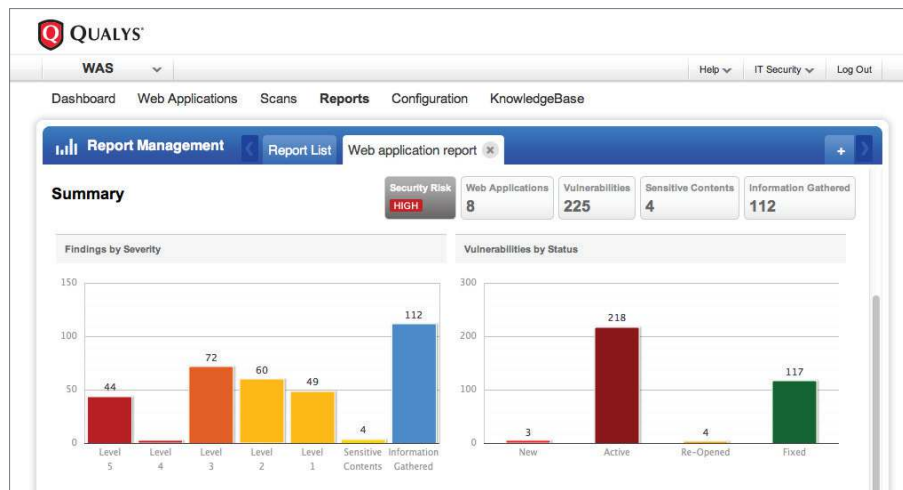 QUALYS®
WAS
Help IT Security Log Out
Dashboard Web Applications Scans Reports Configuration KnowledgeBase
Report Management Report List Web application report
Summary
Security Risk Web Applications Vulnerabilities Sensitive Contents Information Gathered
HIGH 8 225 4 112
Findings by Severity Vulnerabilities by Status
150 300
112
218
100 200
72
60
49
44
50 100
117
4
3 4
0 0
Level 5 Level 4 Level 3 Level 2 Level 1 Sensitive Contents Information Gathered
New Active Re-Opened Fixed